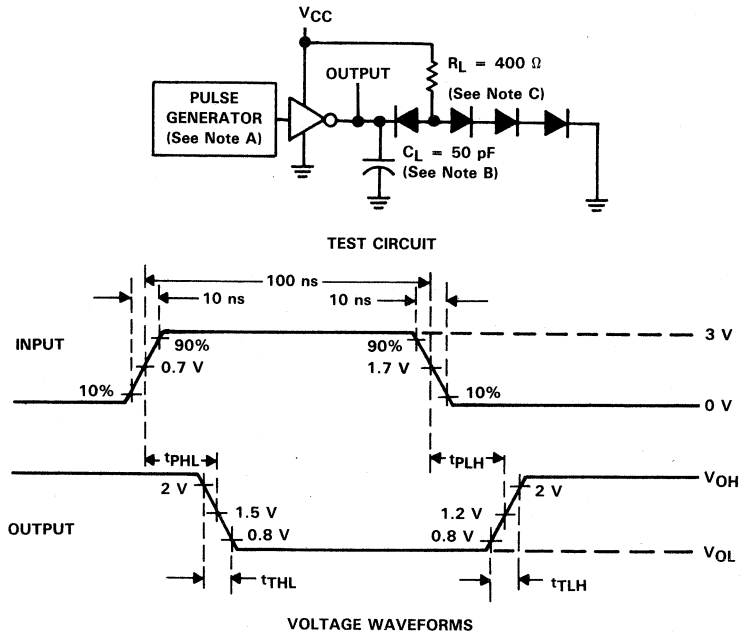 VCC
OUTPUT
RL = 400 Ω
(See Note C)
PULSE
GENERATOR
(See Note A)
CL = 50 pF
(See Note B)
TEST CIRCUIT
100 ns
10 ns
10 ns
INPUT
90%
90%
3 V
0.7 V
1.7 V
10%
10%
0 V
tPHL
tPLH
VOH
2 V
2 V
OUTPUT
1.5 V
1.2 V
0.8 V
0.8 V
VOL
tTHL
tTLH
VOLTAGE WAVEFORMS